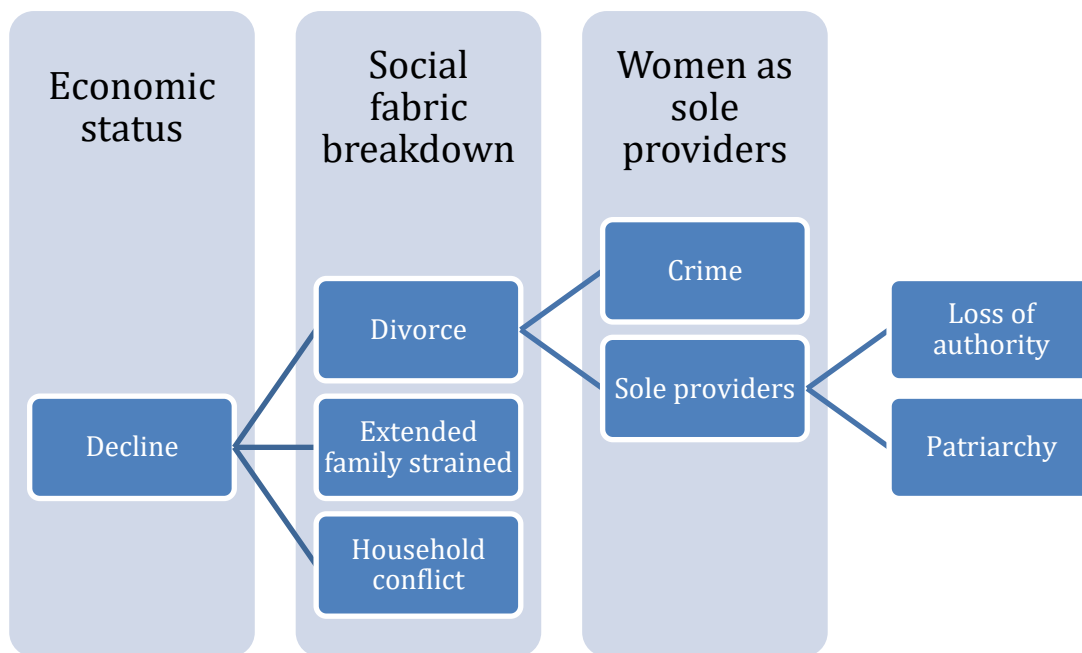 Economic
status
Social
fabric
breakdown
Women as
sole
providers
Decline
Divorce
Extended
family strained
Household
conflict
Crime
Sole providers
Loss of
authority
Patriarchy